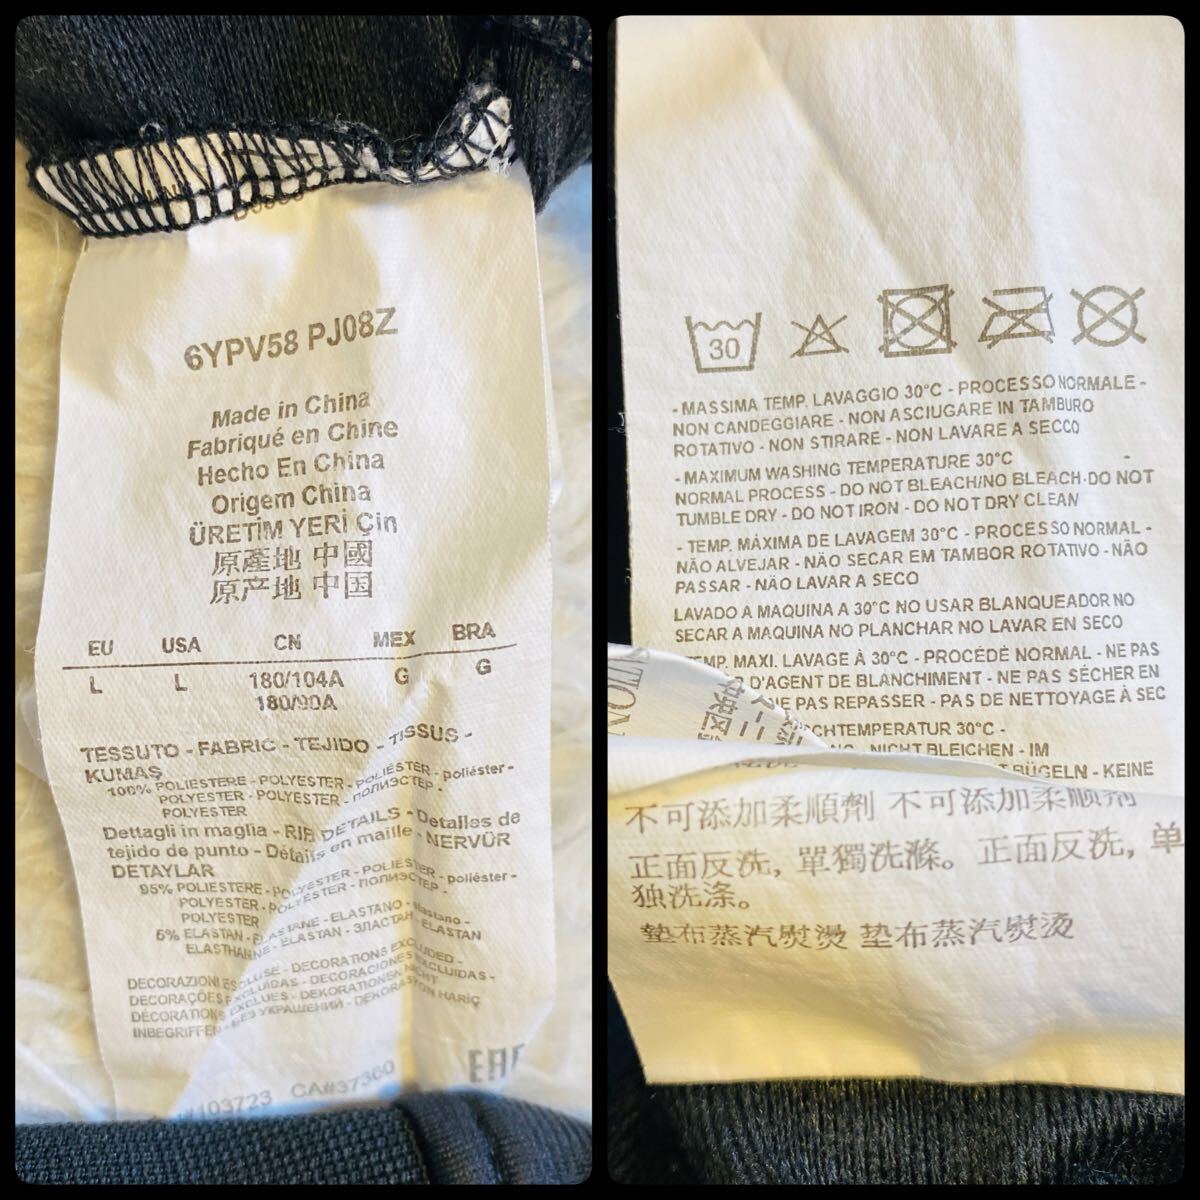 6YPV58 PJ08Z
Made in China
Fabriqué en Chine
Hecho En China
Origem China
ÜRETİM YERİ Çin
原產地 中國
原产地 中国
EU USA CN MEX BRA
L L 180/104A G G
180/90A
TESSUTO - FABRIC - TEJIDO - TISSUS -
KUMAŞ
100% POLIESTERE - POLYESTER - POLIÉSTER - poliéster -
POLYESTER - POLYESTER - ПОЛИЭСТЕР -
POLYESTER
Dettagli in maglia - RIB DETAILS - Detalles de
tejido de punto - Détails en maille - NERVÜR
DETAYLAR
95% POLIESTERE - POLYESTER - POLIÉSTER - poliéster -
POLYESTER - POLYESTER - ПОЛИЭСТЕР -
POLYESTER
5% ELASTAN - ELASTANE - ELASTANO - elastano -
ELASTHANNE - ELASTAN - ЭЛАСТАН - ELASTAN
DECORAZIONI ESCLUSE - DECORATIONS EXCLUDED -
DECORAÇÕES EXCLUIDAS - DECORACIONES EXCLUIDAS -
DÉCORATIONS EXCLUES - DEKORATIONEN NICHT
INBEGRIFFEN - БЕЗ УКРАШЕНИЙ - DEKORASYON HARİÇ
#103723 CA#37360
EAC
30
- MASSIMA TEMP. LAVAGGIO 30°C - PROCESSO NORMALE -
NON CANDEGGIARE - NON ASCIUGARE IN TAMBURO
ROTATIVO - NON STIRARE - NON LAVARE A SECCO
- MAXIMUM WASHING TEMPERATURE 30°C -
NORMAL PROCESS - DO NOT BLEACH/NO BLEACH-DO NOT
TUMBLE DRY - DO NOT IRON - DO NOT DRY CLEAN
- TEMP. MÁXIMA DE LAVAGEM 30°C - PROCESSO NORMAL -
NÃO ALVEJAR - NÃO SECAR EM TAMBOR ROTATIVO - NÃO
PASSAR - NÃO LAVAR A SECO
LAVADO A MAQUINA A 30°C NO USAR BLANQUEADOR NO
SECAR A MAQUINA NO PLANCHAR NO LAVAR EN SECO
TEMP. MAXI. LAVAGE À 30°C - PROCÉDÉ NORMAL - NE PAS
D'AGENT DE BLANCHIMENT - NE PAS SÉCHER EN
NE PAS REPASSER - PAS DE NETTOYAGE À SEC
CHTEMPERATUR 30°C -
NICHT BLEICHEN - IM
BÜGELN - KEINE
不可添加柔順劑 不可添加柔顺剂
正面反洗, 單獨洗滌。 正面反洗, 单
独洗涤。
墊布蒸汽熨燙 垫布蒸汽熨烫